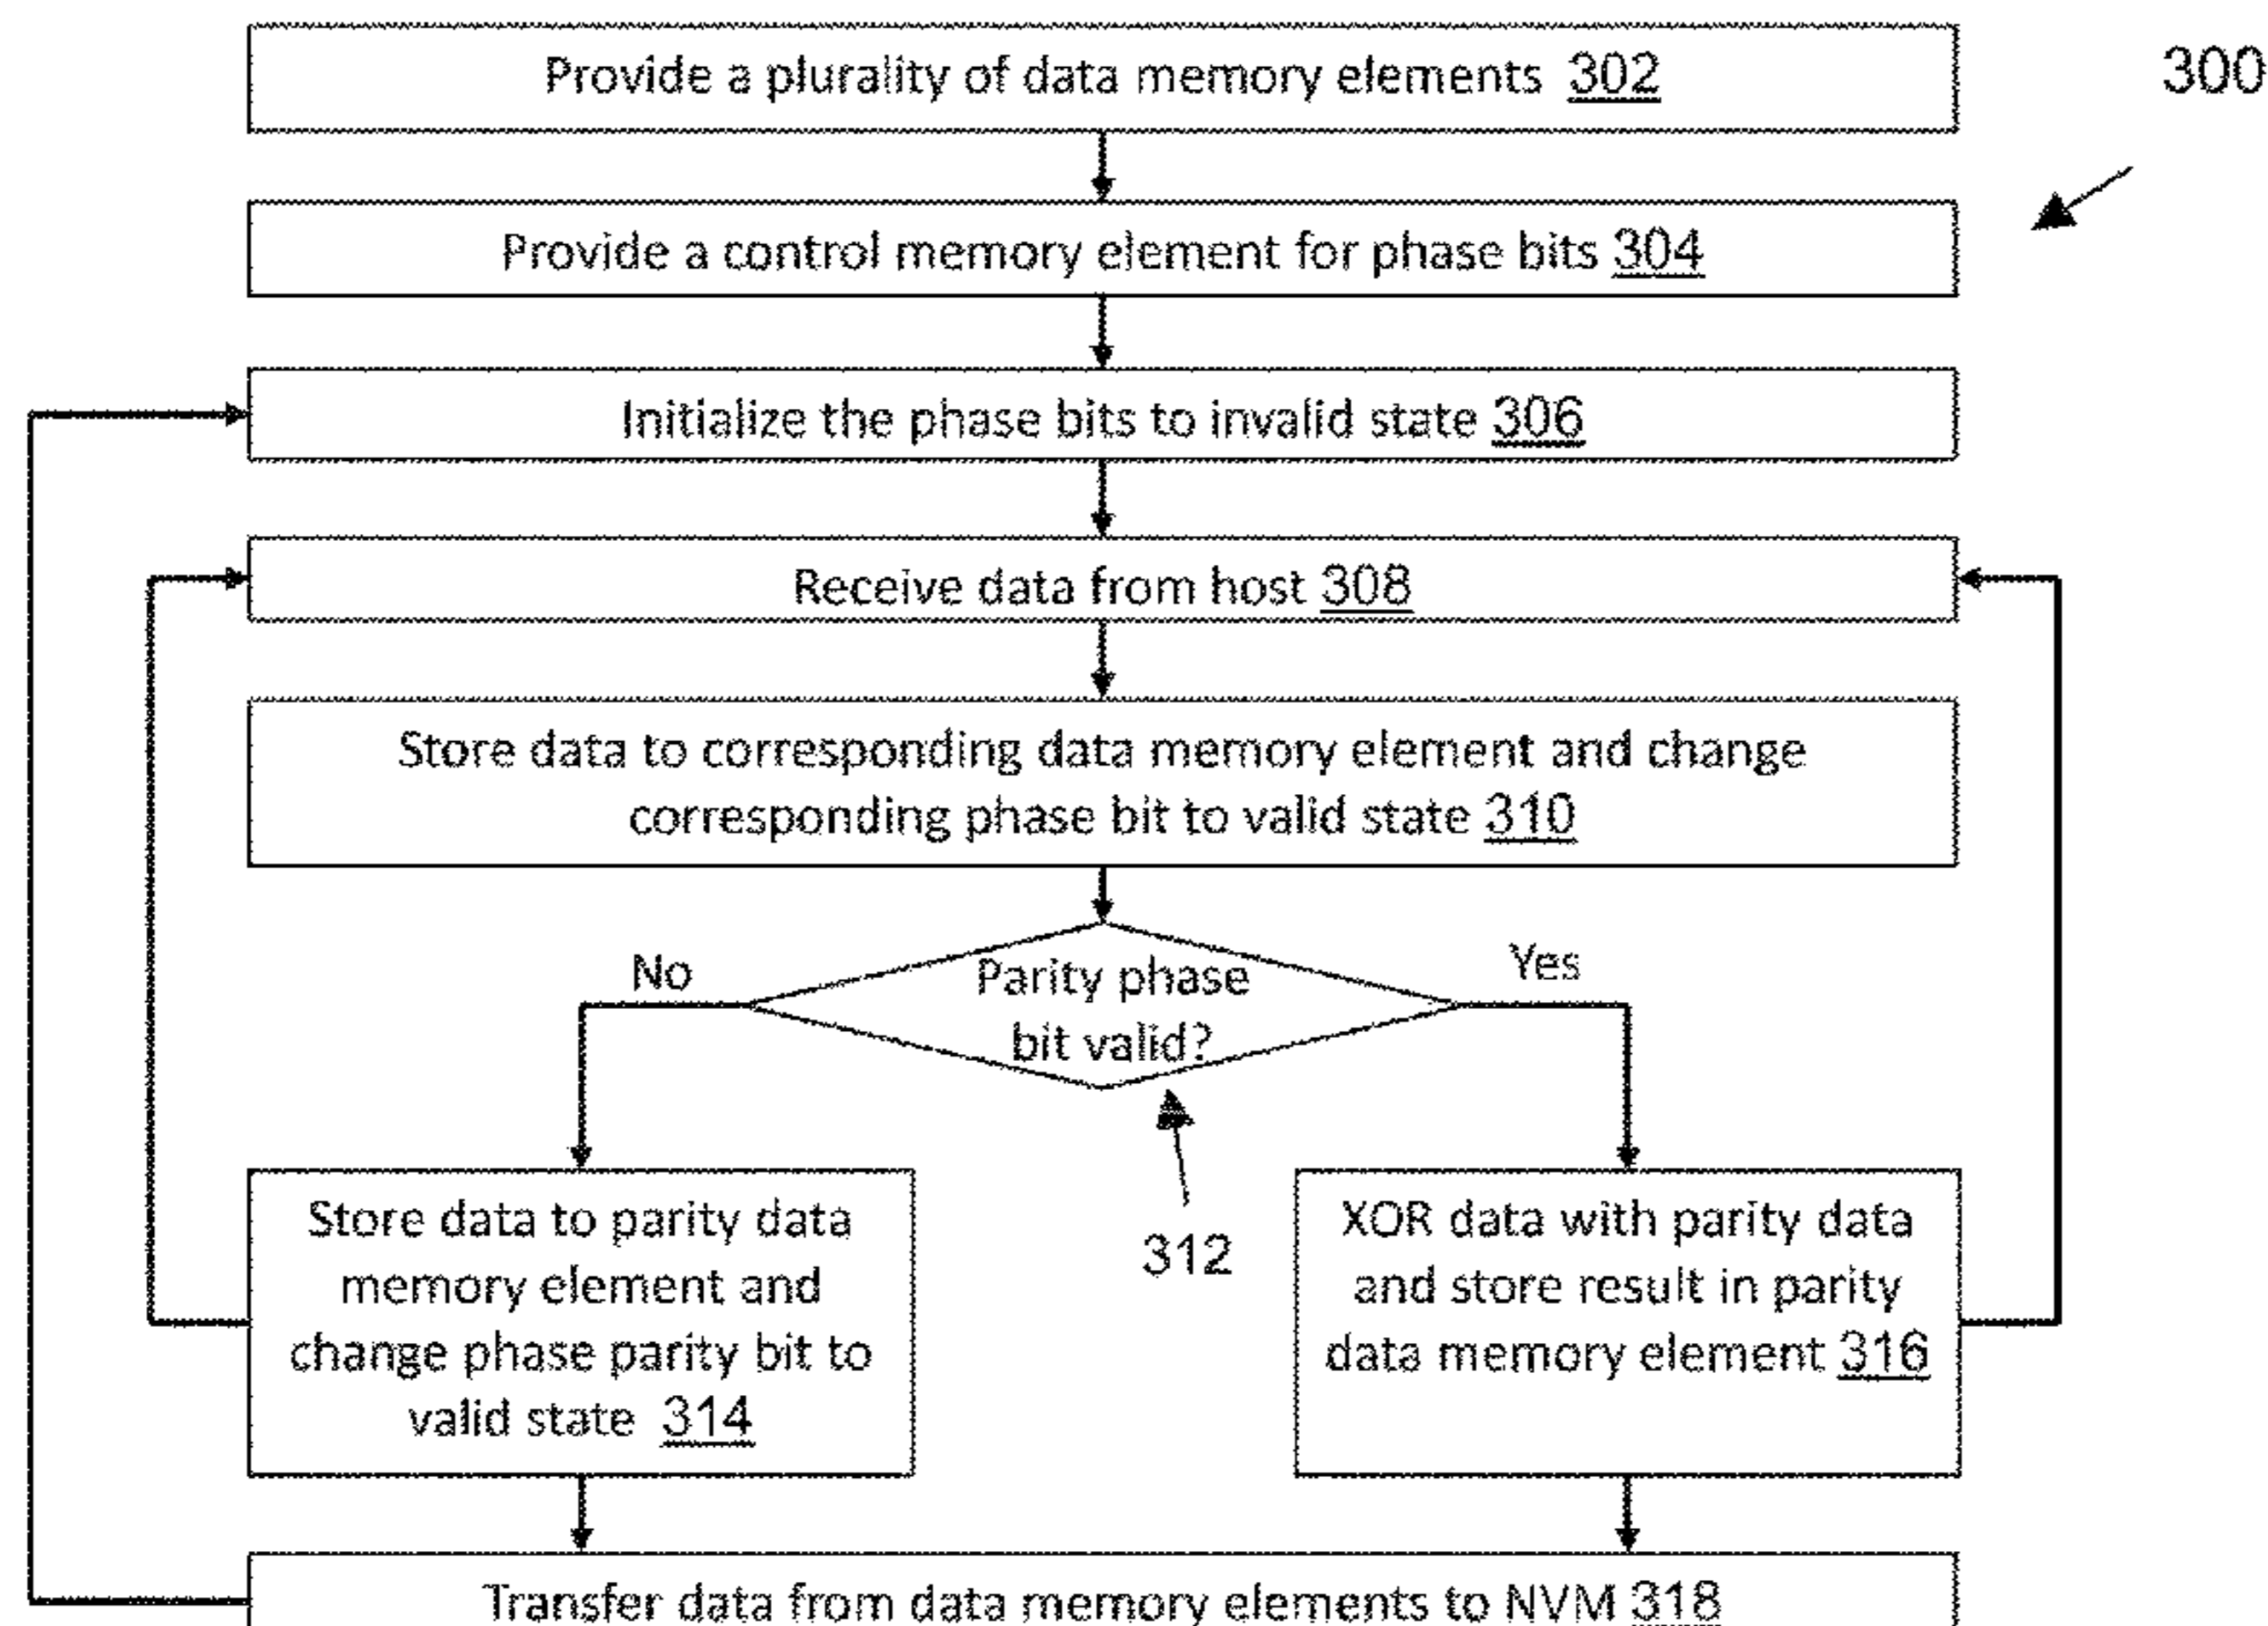 300
Provide a plurality of data memory elements 302
Provide a control memory element for phase bits 304
Initialize the phase bits to invalid state 306
Receive data from host 308
Store data to corresponding data memory element and change
corresponding phase bit to valid state 310
No
Parity phase
bit valid?
Yes
312
Store data to parity data
memory element and
change phase parity bit to
valid state 314
XOR data with parity data
and store result in parity
data memory element 316
Transfer data from data memory elements to NVM 318